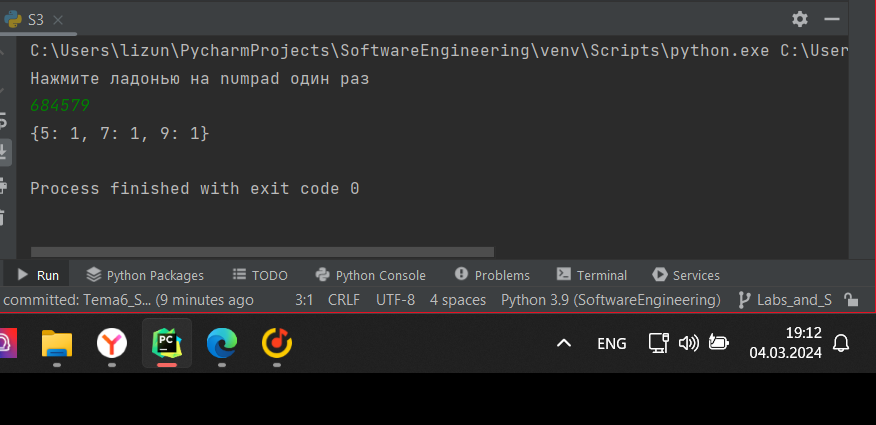 S3
C:\Users\lizun\PycharmProjects\SoftwareEngineering\venv\Scripts\python.exe C:\User
Нажмите ладонью на numpad один раз
684579
{5: 1, 7: 1, 9: 1}
Process finished with exit code 0
Run Python Packages TODO Python Console Problems Terminal Services
committed: Tema6_S... (9 minutes ago 3:1 CRLF UTF-8 4 spaces Python 3.9 (SoftwareEngineering) Labs_and_S
PC ENG 19:12
04.03.2024